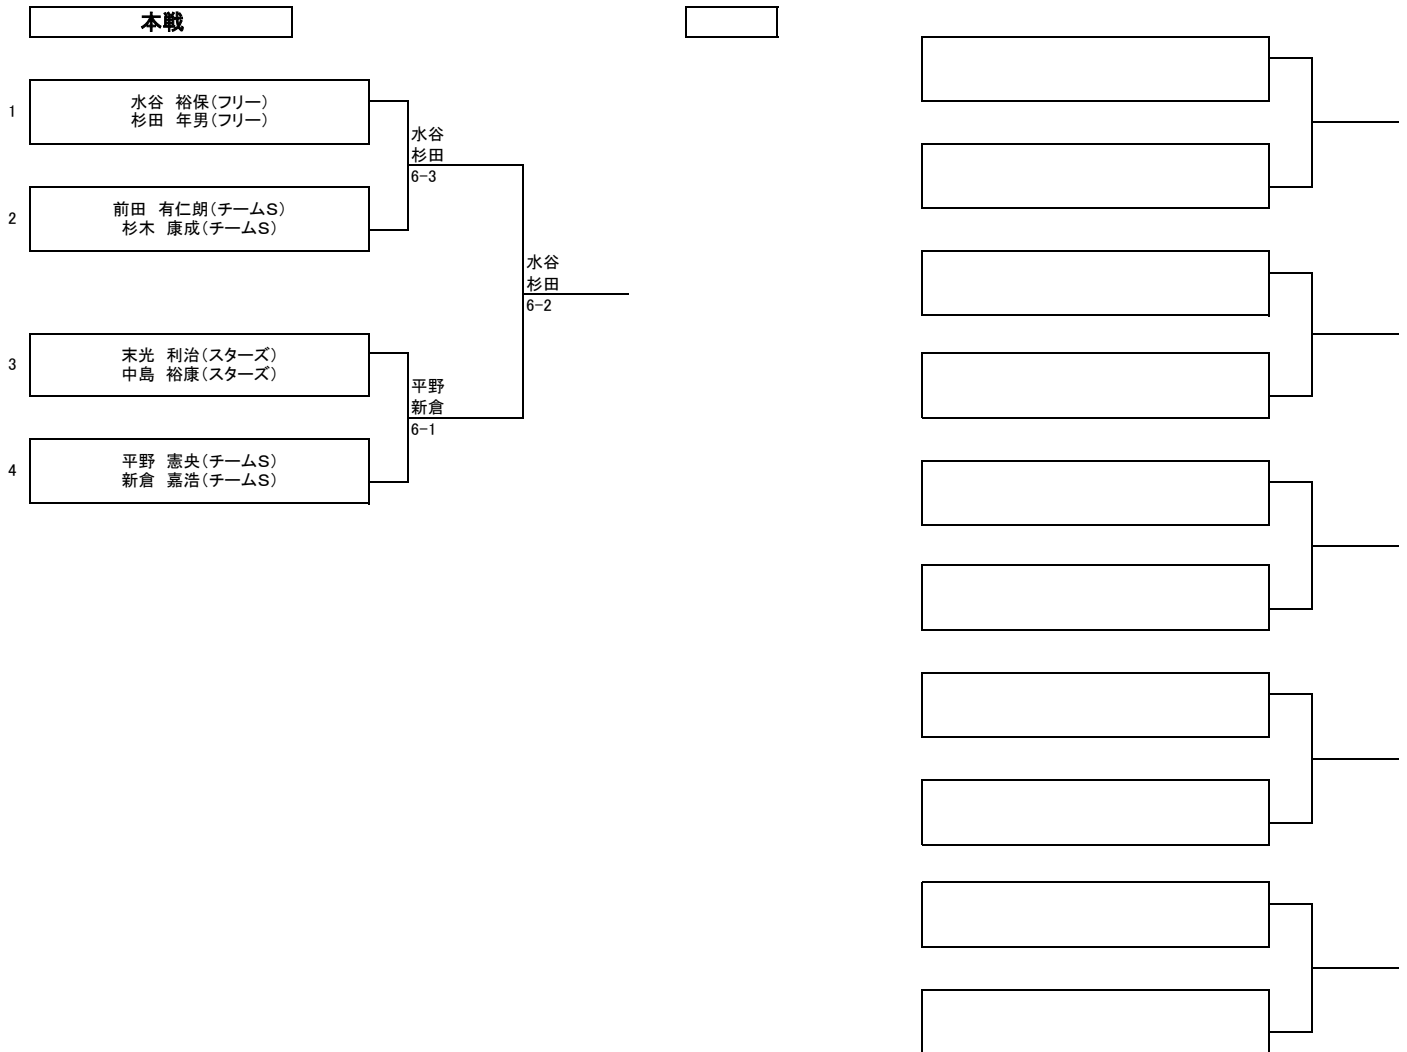 本戦
1
水谷　裕保（フリー）
杉田　年男（フリー）
水谷
杉田
6-3
2
前田　有仁朗（チームＳ）
杉木　康成（チームＳ）
水谷
杉田
6-2
3
末光　利治（スターズ）
中島　裕康（スターズ）
平野
新倉
6-1
4
平野　憲央（チームＳ）
新倉　嘉浩（チームＳ）